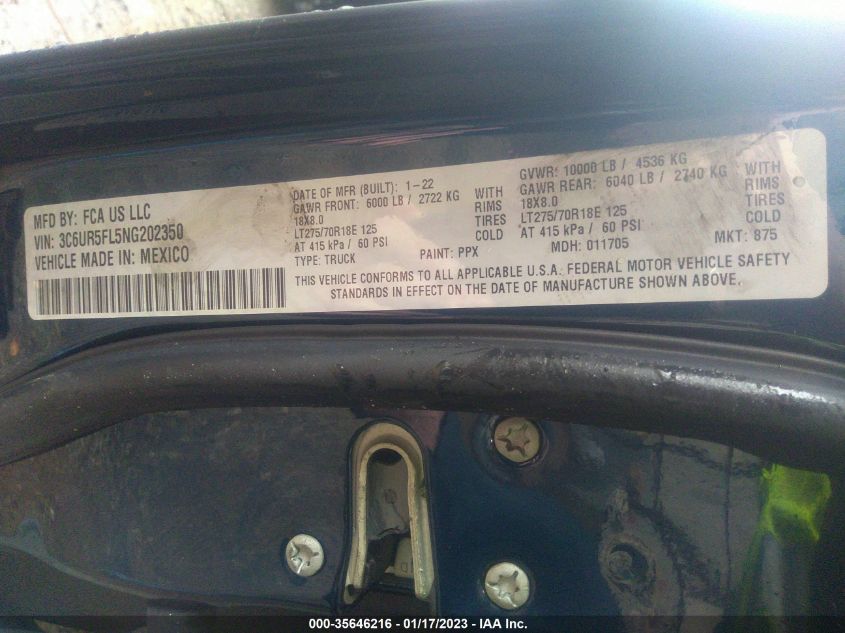 MFD BY: FCA US LLC
VIN: 3C6UR5FL5NG202350
VEHICLE MADE IN: MEXICO
DATE OF MFR (BUILT): 1-22
GAWR FRONT: 6000 LB / 2722 KG WITH
18X8.0 RIMS
LT275/70R18E 125 TIRES
AT 415 kPa / 60 PSI COLD
TYPE: TRUCK PAINT: PPX
GVWR: 10000 LB / 4536 KG
GAWR REAR: 6040 LB / 2740 KG WITH
18X8.0 RIMS
LT275/70R18E 125 TIRES
AT 415 kPa / 60 PSI COLD
MDH: 011705 MKT: 875
THIS VEHICLE CONFORMS TO ALL APPLICABLE U.S.A. FEDERAL MOTOR VEHICLE SAFETY
STANDARDS IN EFFECT ON THE DATE OF MANUFACTURE SHOWN ABOVE.
000-35646216 - 01/17/2023 - IAA Inc.